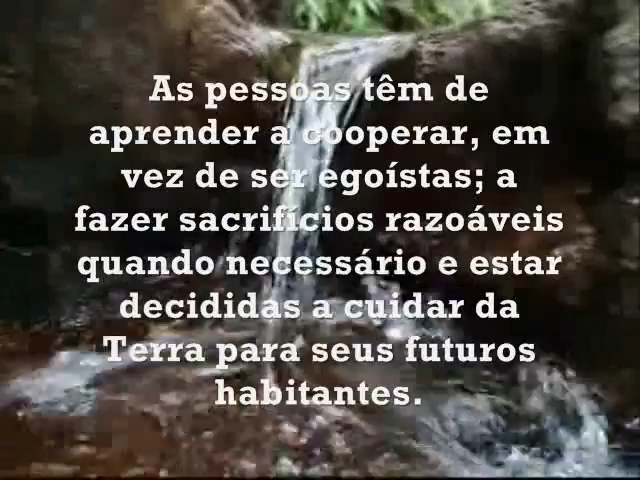 As pessoas têm de
aprender a cooperar, em
vez de ser egoístas; a
fazer sacrifícios razoáveis
quando necessário e estar
decididas a cuidar da
Terra para seus futuros
habitantes.